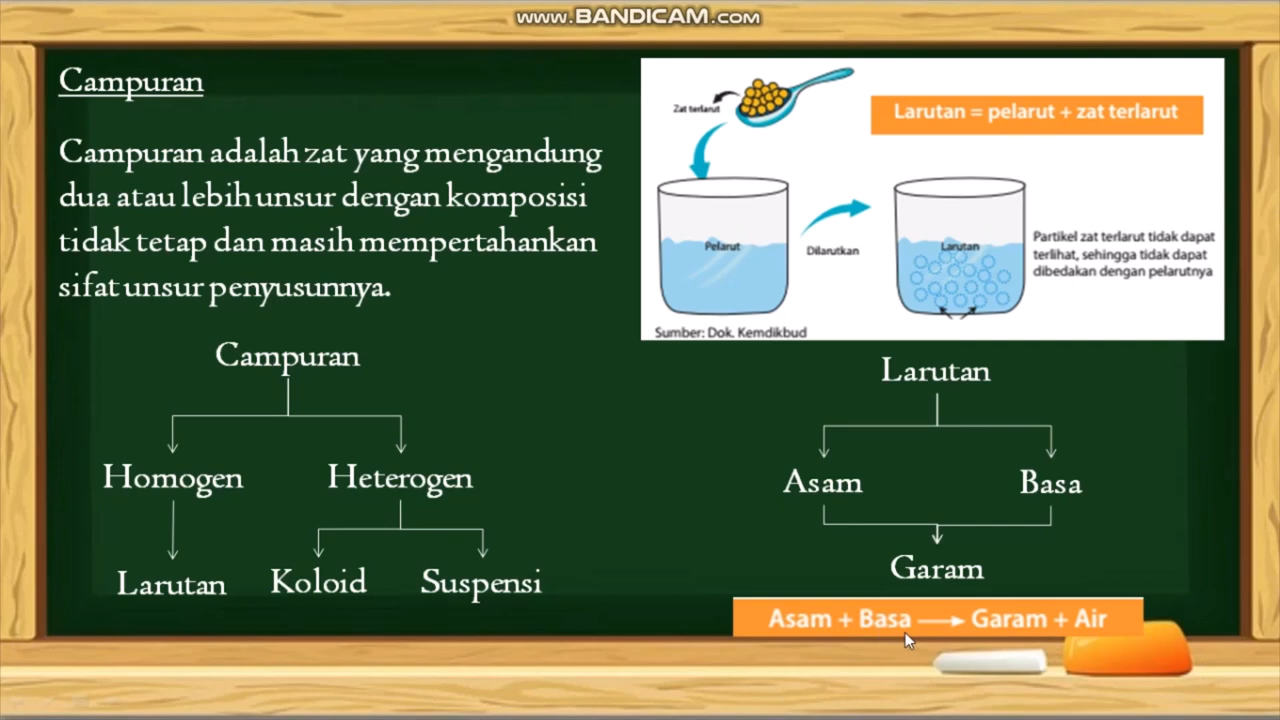 www.BANDICAM.com
Campuran
Campuran adalah zat yang mengandung
dua atau lebih unsur dengan komposisi
tidak tetap dan masih mempertahankan
sifat unsur penyusunnya.
Campuran
Homogen
Heterogen
Larutan
Koloid
Suspensi
Zat terlarut
Larutan = pelarut + zat terlarut
Pelarut
Dilarutkan
Larutan
Partikel zat terlarut tidak dapat
terlihat, sehingga tidak dapat
dibedakan dengan pelarutnya
Sumber: Dok. Kemdikbud
Larutan
Asam
Basa
Garam
Asam + Basa → Garam + Air